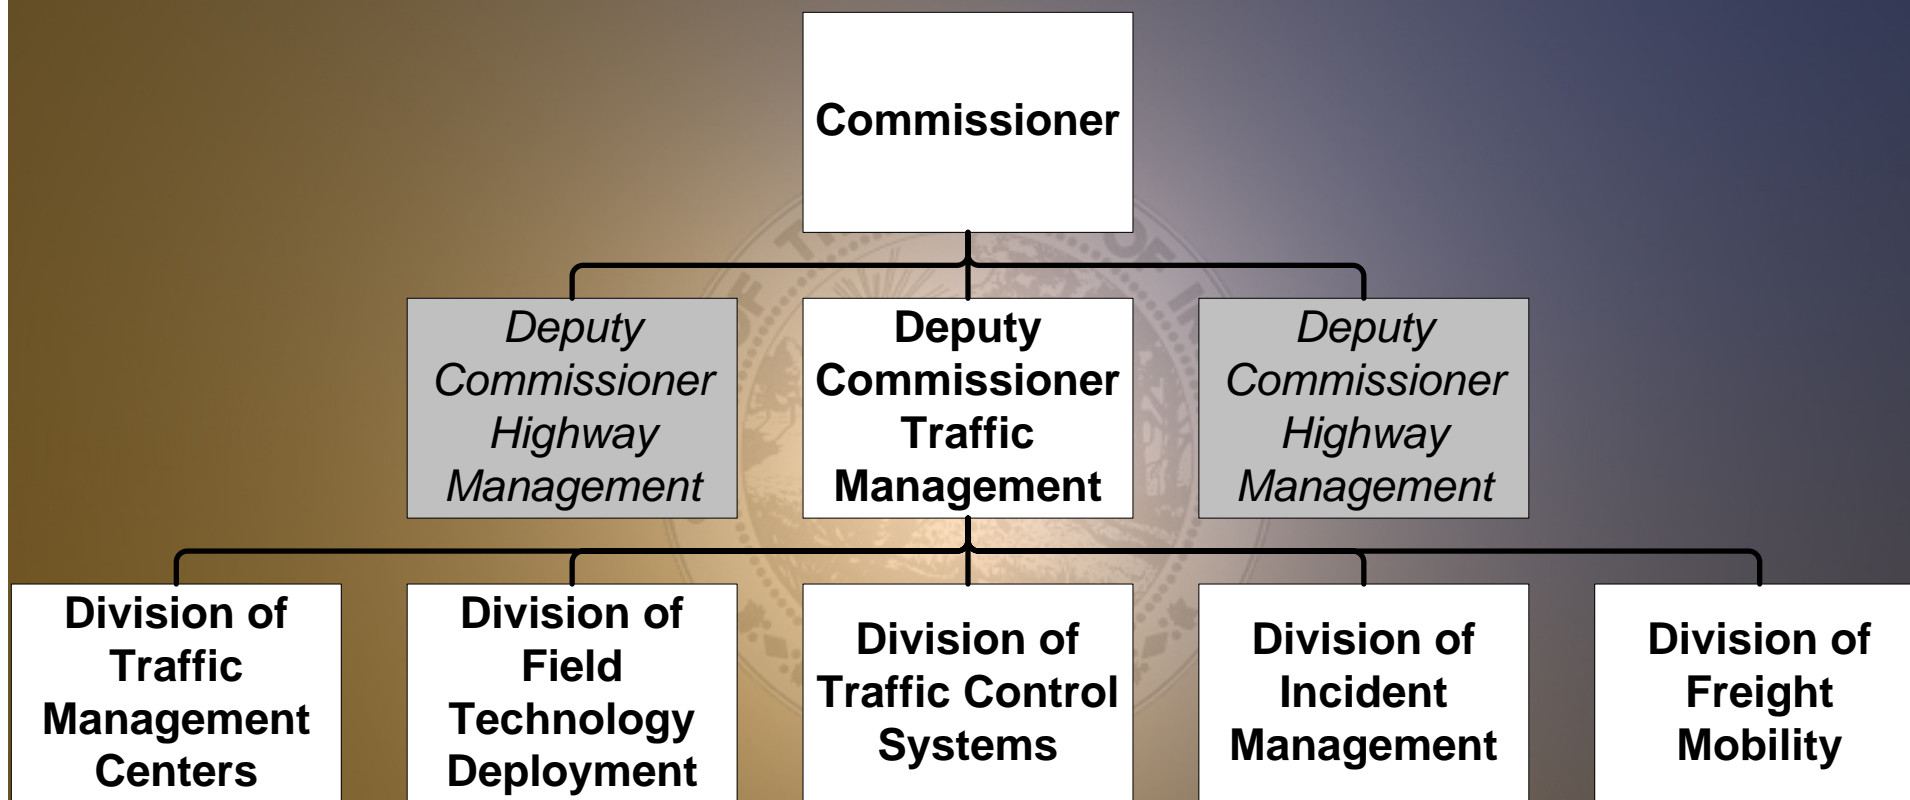 Commissioner
Deputy
Commissioner
Highway
Management
Deputy
Commissioner
Traffic
Management
Deputy
Commissioner
Highway
Management
Division of
Traffic
Management
Centers
Division of
Field
Technology
Deployment
Division of
Traffic Control
Systems
Division of
Incident
Management
Division of
Freight
Mobility